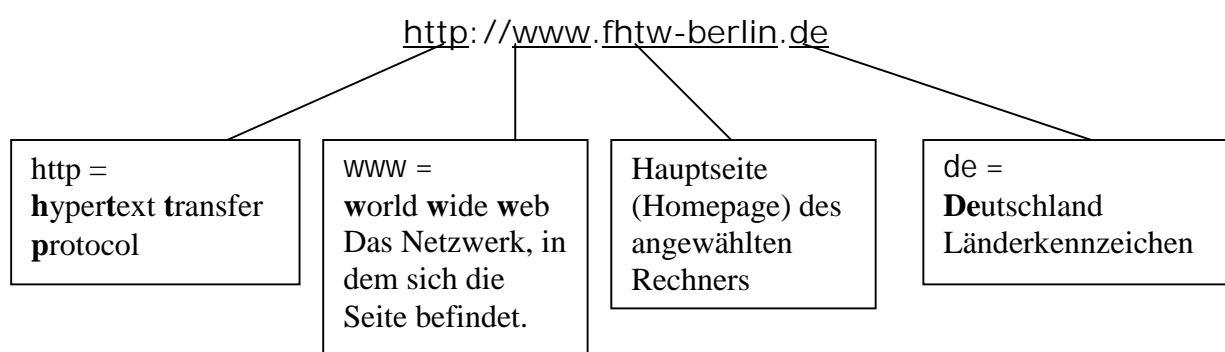 http://www.fhtw-berlin.de
http =
hypertext transfer
protocol
www =
world wide web
Das Netzwerk, in
dem sich die
Seite befindet.
Hauptseite
(Homepage) des
angewählten
Rechners
de =
Deutschland
Länderkennzeichen